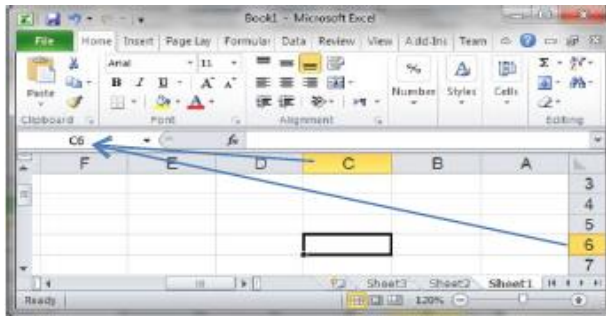 Book1 - Microsoft Excel
File Home Insert Page Lay Formulas Data Review View Add-Ins Team
Arial 11
Paste B I U A A % Number Styles Cells Σ
Clipboard Font Alignment Editing
C6 fx
F E D C B A
3
4
5
6
7
Sheet3 Sheet2 Sheet1
Ready 120%